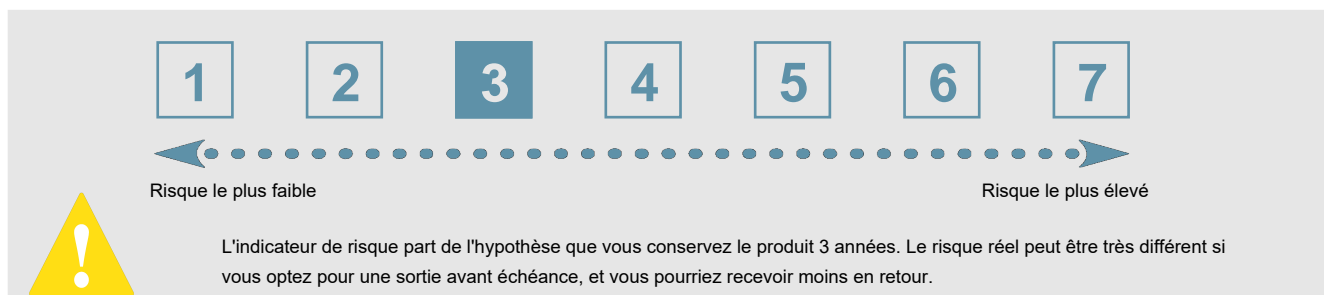 1 2 3 4 5 6 7
Risque le plus faible Risque le plus élevé
!
L'indicateur de risque part de l'hypothèse que vous conservez le produit 3 années. Le risque réel peut être très différent si
vous optez pour une sortie avant échéance, et vous pourriez recevoir moins en retour.